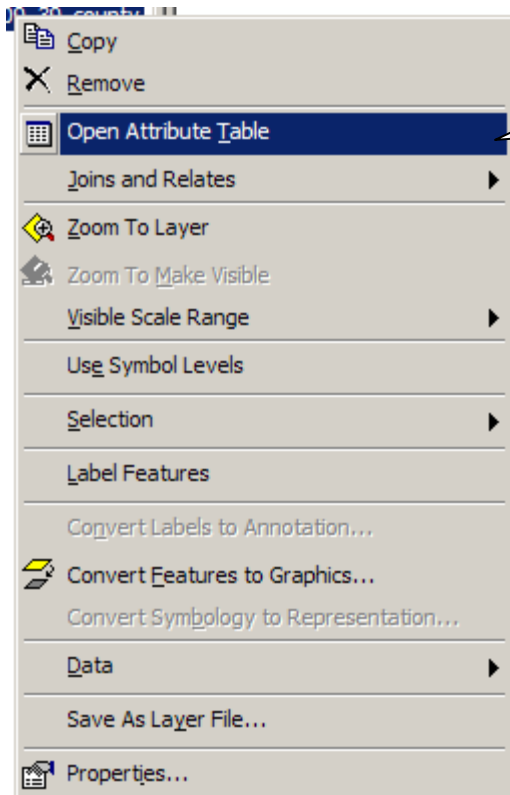 Copy
Remove
Open Attribute Table
Joins and Relates
Zoom To Layer
Zoom To Make Visible
Visible Scale Range
Use Symbol Levels
Selection
Label Features
Convert Labels to Annotation...
Convert Features to Graphics...
Convert Symbology to Representation...
Data
Save As Layer File...
Properties...